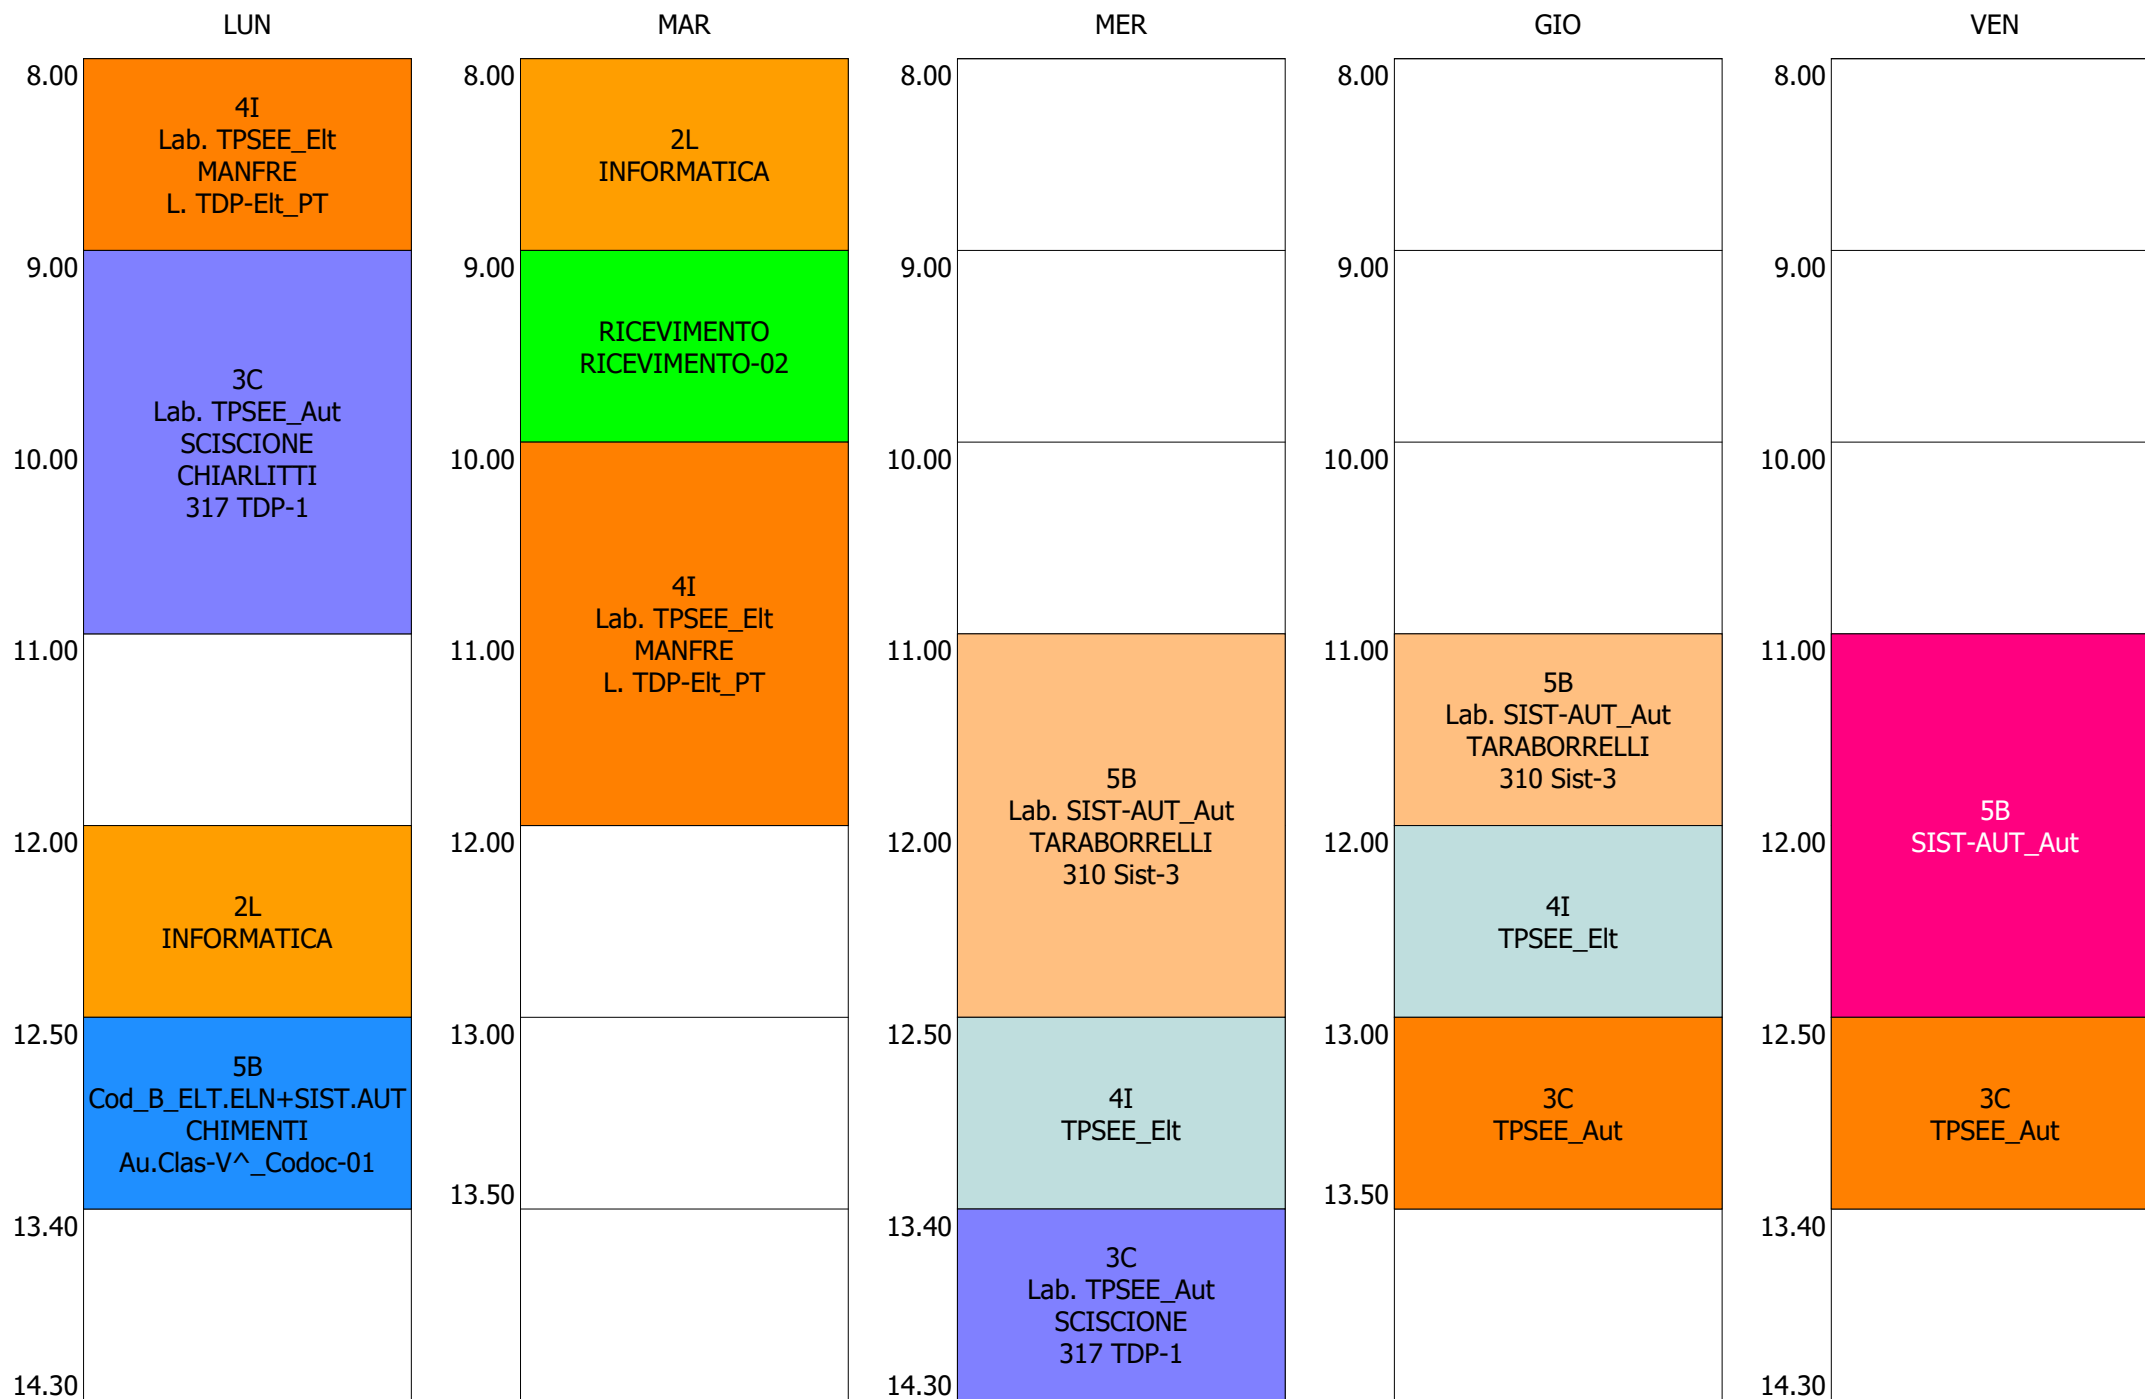 LUN
8.00
4I
Lab. TPSEE_Elt
MANFRE
L. TDP-Elt_PT
9.00
3C
Lab. TPSEE_Aut
SCISCIONE
CHIARLITTI
317 TDP-1
10.00
11.00
12.00
2L
INFORMATICA
12.50
5B
Cod_B_ELT.ELN+SIST.AUT
CHIMENTI
Au.Clas-V^_Codoc-01
13.40
14.30
MAR
8.00
2L
INFORMATICA
9.00
RICEVIMENTO
RICEVIMENTO-02
10.00
4I
Lab. TPSEE_Elt
MANFRE
L. TDP-Elt_PT
11.00
12.00
13.00
13.50
MER
8.00
9.00
10.00
11.00
5B
Lab. SIST-AUT_Aut
TARABORRELLI
310 Sist-3
12.00
12.50
4I
TPSEE_Elt
13.40
3C
Lab. TPSEE_Aut
SCISCIONE
317 TDP-1
14.30
GIO
8.00
9.00
10.00
11.00
5B
Lab. SIST-AUT_Aut
TARABORRELLI
310 Sist-3
12.00
4I
TPSEE_Elt
13.00
3C
TPSEE_Aut
13.50
VEN
8.00
9.00
10.00
11.00
5B
SIST-AUT_Aut
12.00
12.50
3C
TPSEE_Aut
13.40
14.30